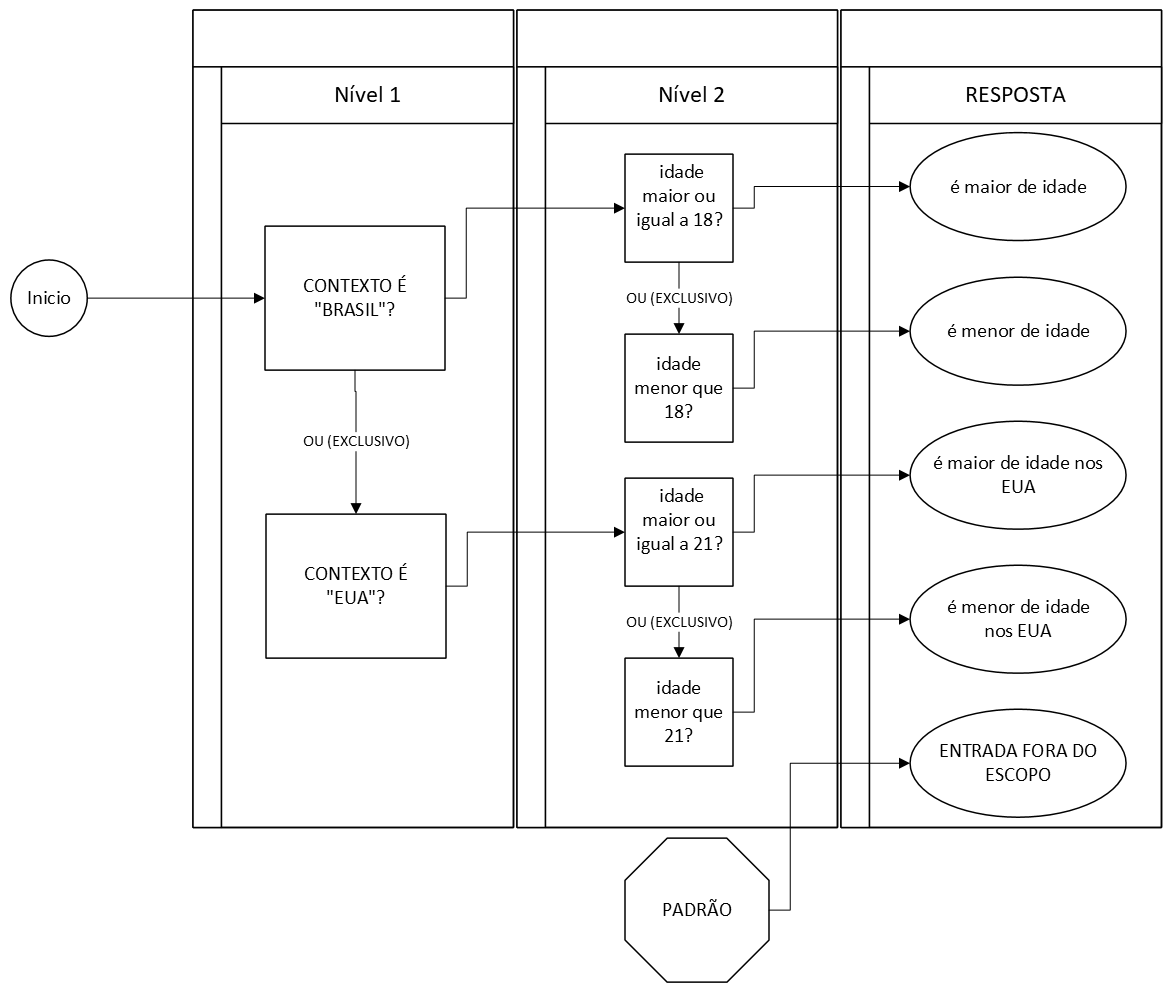 Nível 1
Nível 2
RESPOSTA
Inicio
CONTEXTO É
"BRASIL"?
OU (EXCLUSIVO)
CONTEXTO É
"EUA"?
idade
maior ou
igual a 18?
OU (EXCLUSIVO)
idade
menor que
18?
idade
maior ou
igual a 21?
OU (EXCLUSIVO)
idade
menor que
21?
é maior de idade
é menor de idade
é maior de idade nos
EUA
é menor de idade
nos EUA
ENTRADA FORA DO
ESCOPO
PADRÃO